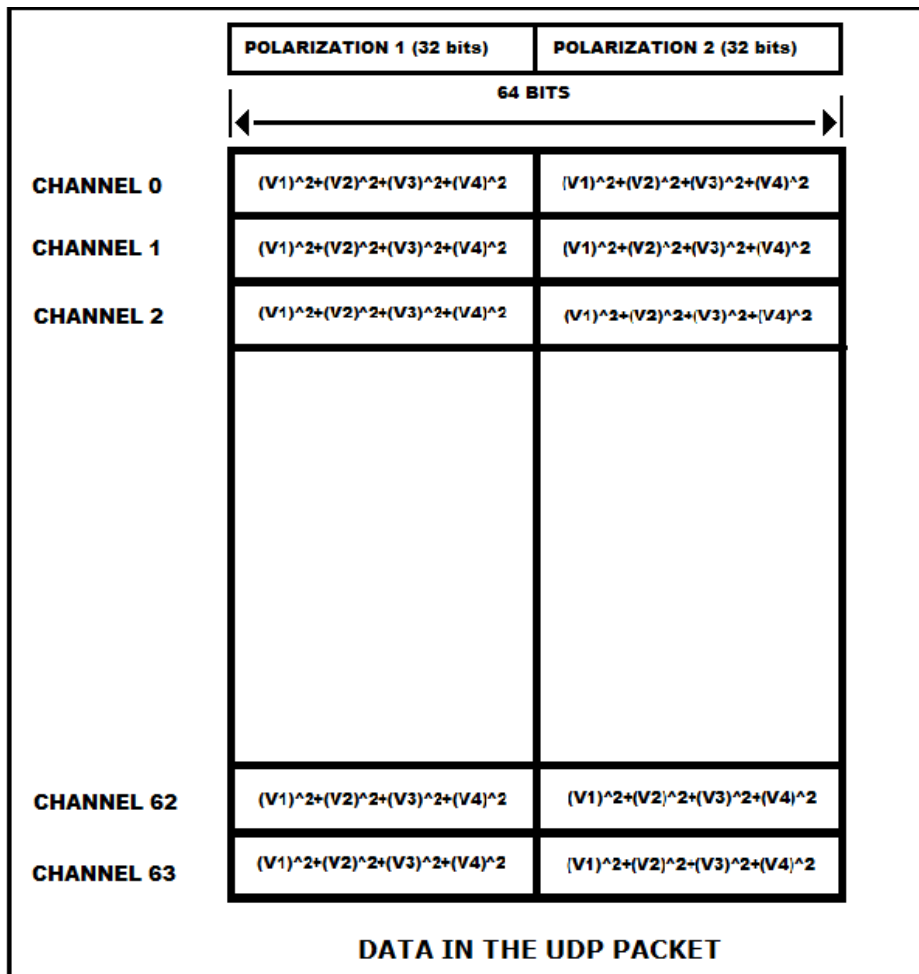 POLARIZATION 1 (32 bits) POLARIZATION 2 (32 bits)
64 BITS
CHANNEL 0 (V1)^2+(V2)^2+(V3)^2+(V4)^2 (V1)^2+(V2)^2+(V3)^2+(V4)^2
CHANNEL 1 (V1)^2+(V2)^2+(V3)^2+(V4)^2 (V1)^2+(V2)^2+(V3)^2+(V4)^2
CHANNEL 2 (V1)^2+(V2)^2+(V3)^2+(V4)^2 (V1)^2+(V2)^2+(V3)^2+(V4)^2
CHANNEL 62 (V1)^2+(V2)^2+(V3)^2+(V4)^2 (V1)^2+(V2)^2+(V3)^2+(V4)^2
CHANNEL 63 (V1)^2+(V2)^2+(V3)^2+(V4)^2 (V1)^2+(V2)^2+(V3)^2+(V4)^2
DATA IN THE UDP PACKET